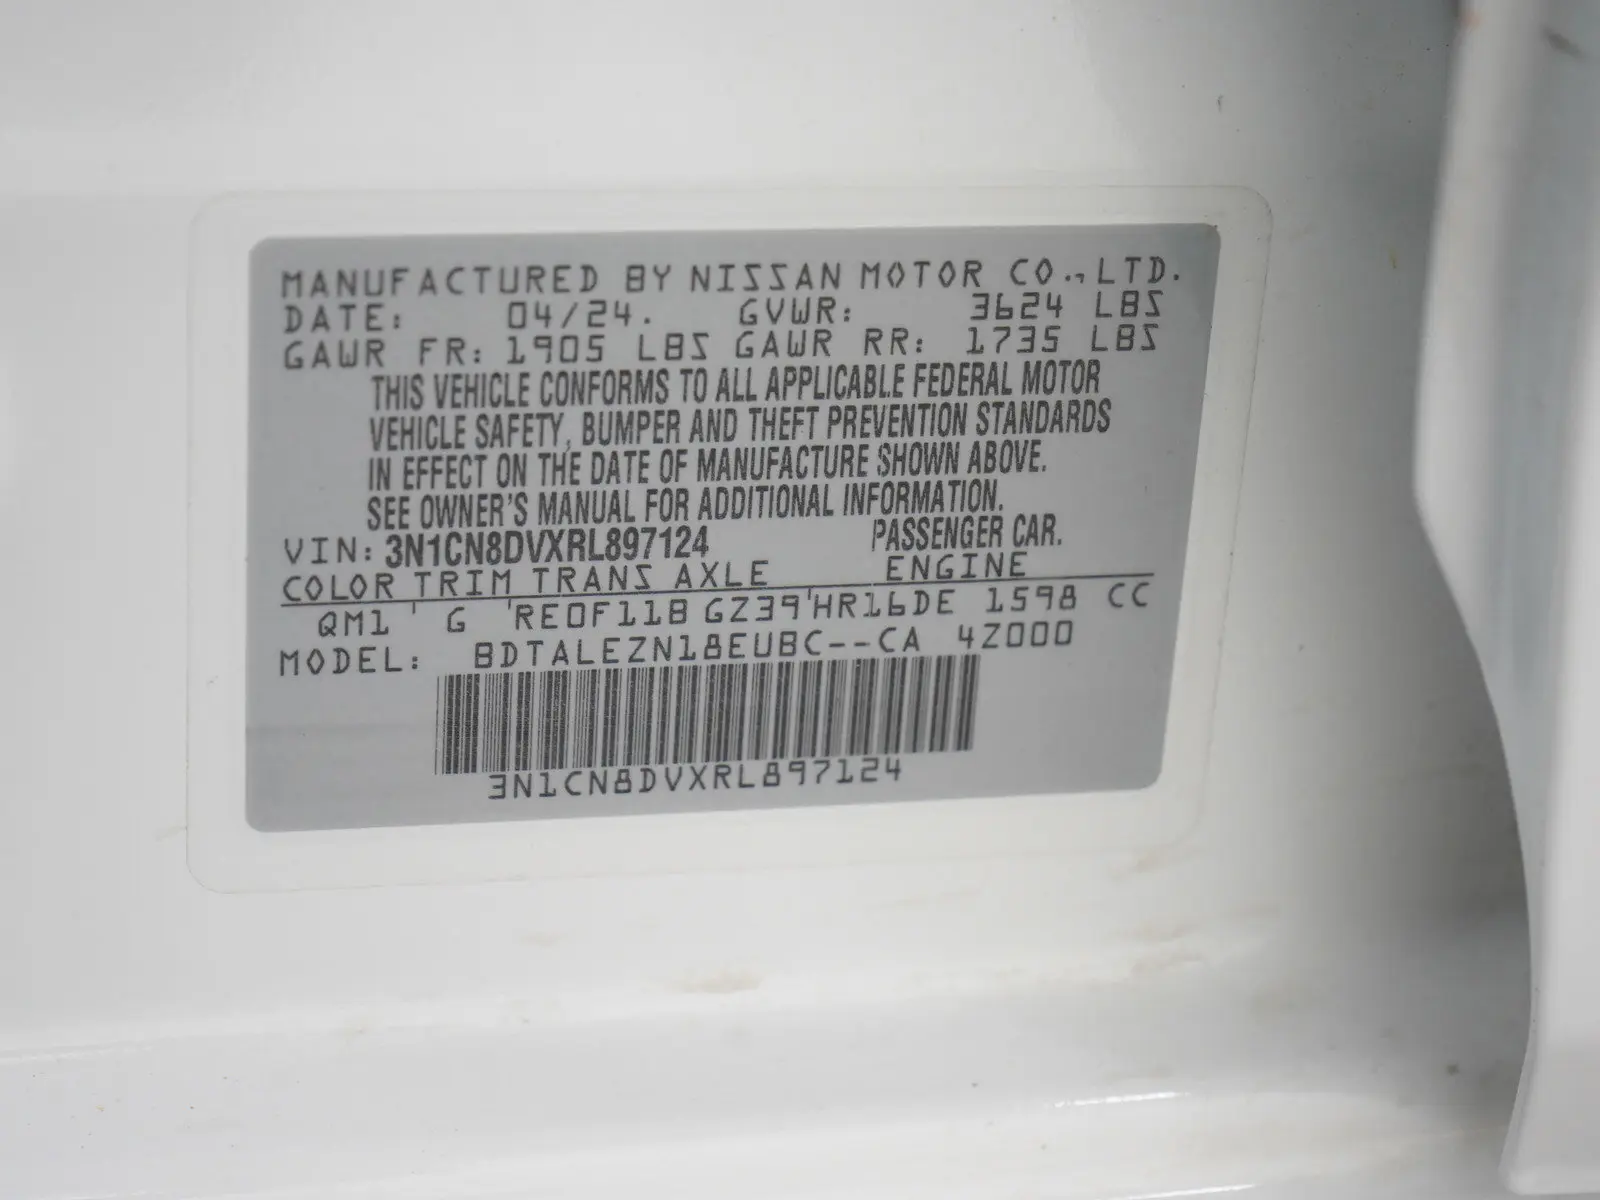 MANUFACTURED BY NISSAN MOTOR CO., LTD.
DATE: 04/24. GVWR: 3624 LBS
GAWR FR: 1905 LBS GAWR RR: 1735 LBS
THIS VEHICLE CONFORMS TO ALL APPLICABLE FEDERAL MOTOR
VEHICLE SAFETY, BUMPER AND THEFT PREVENTION STANDARDS
IN EFFECT ON THE DATE OF MANUFACTURE SHOWN ABOVE.
SEE OWNER'S MANUAL FOR ADDITIONAL INFORMATION.
VIN: 3N1CN8DVXRL897124 PASSENGER CAR.
COLOR TRIM TRANS AXLE ENGINE
QM1 ' G 'RE0F11B GZ39'HR16DE 1598 CC
MODEL: BDTALEZN18EUBC--CA 4Z000
3N1CN8DVXRL897124